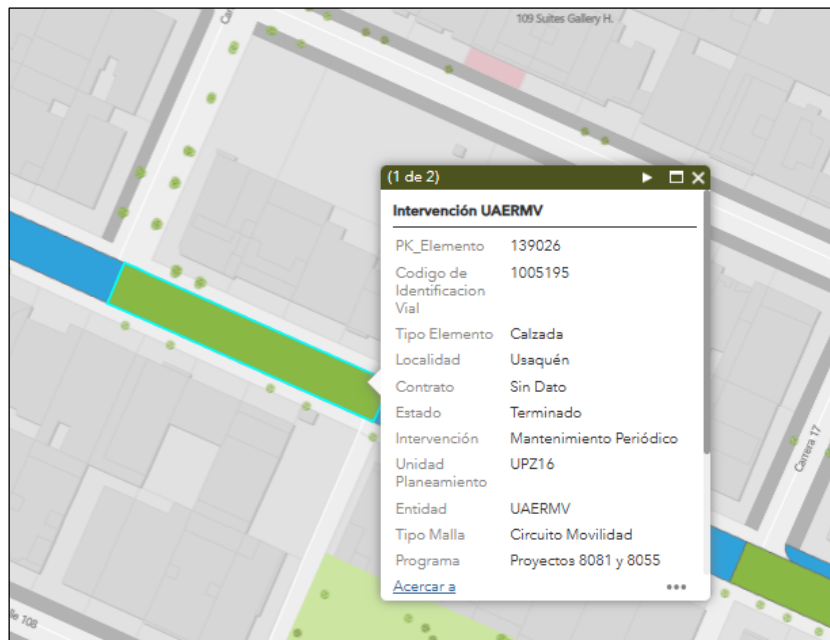 109 Suites Gallery H.
(1 de 2)
Intervención UAERMV
PK_Elemento 139026
Codigo de 1005195
Identificacion
Vial
Tipo Elemento Calzada
Localidad Usaquén
Contrato Sin Dato
Estado Terminado
Intervención Mantenimiento Periódico
Unidad UPZ16
Planeamiento
Entidad UAERMV
Tipo Malla Circuito Movilidad
Programa Proyectos 8081 y 8055
Acercar a
Carrera 17
108